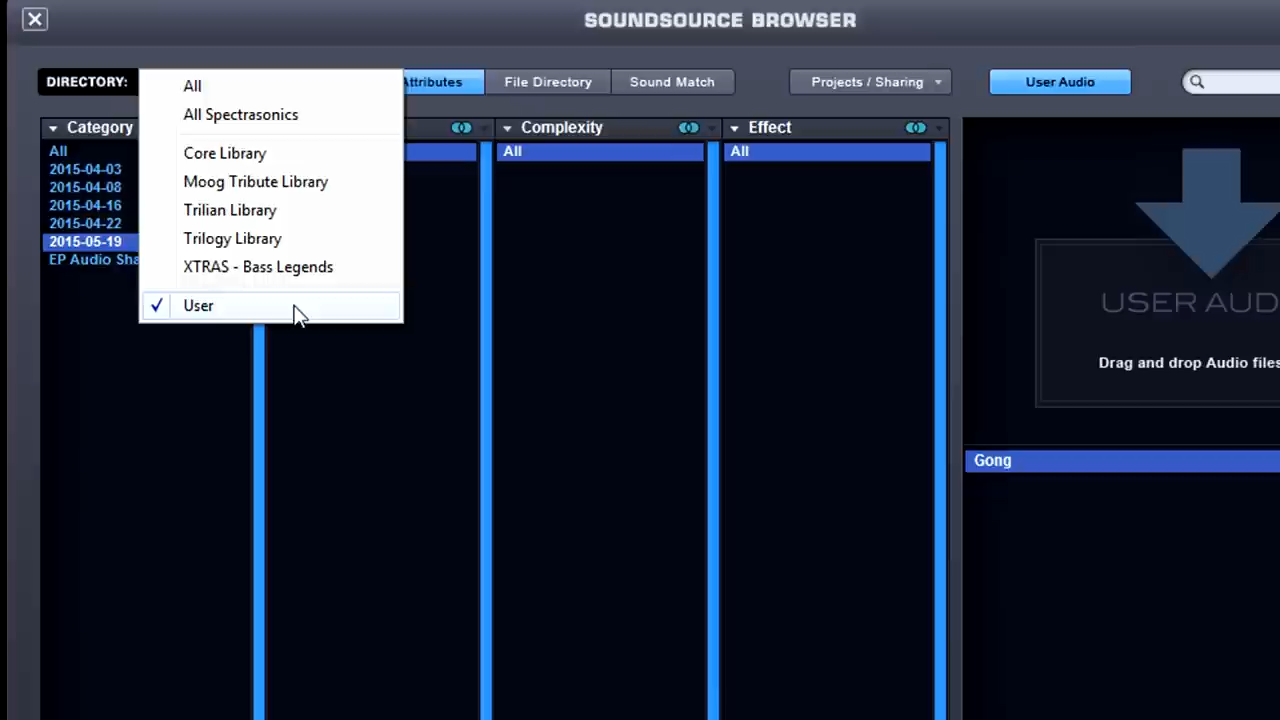 SOUNDSOURCE BROWSER
DIRECTORY:
Attributes
File Directory
Sound Match
Projects / Sharing
User Audio
All
All Spectrasonics
Core Library
Moog Tribute Library
Trilian Library
Trilogy Library
XTRAS - Bass Legends
User
Category
All
2015-04-03
2015-04-08
2015-04-16
2015-04-22
2015-05-19
EP Audio Sha
Complexity
All
Effect
All
USER AUD
Drag and drop Audio files
Gong